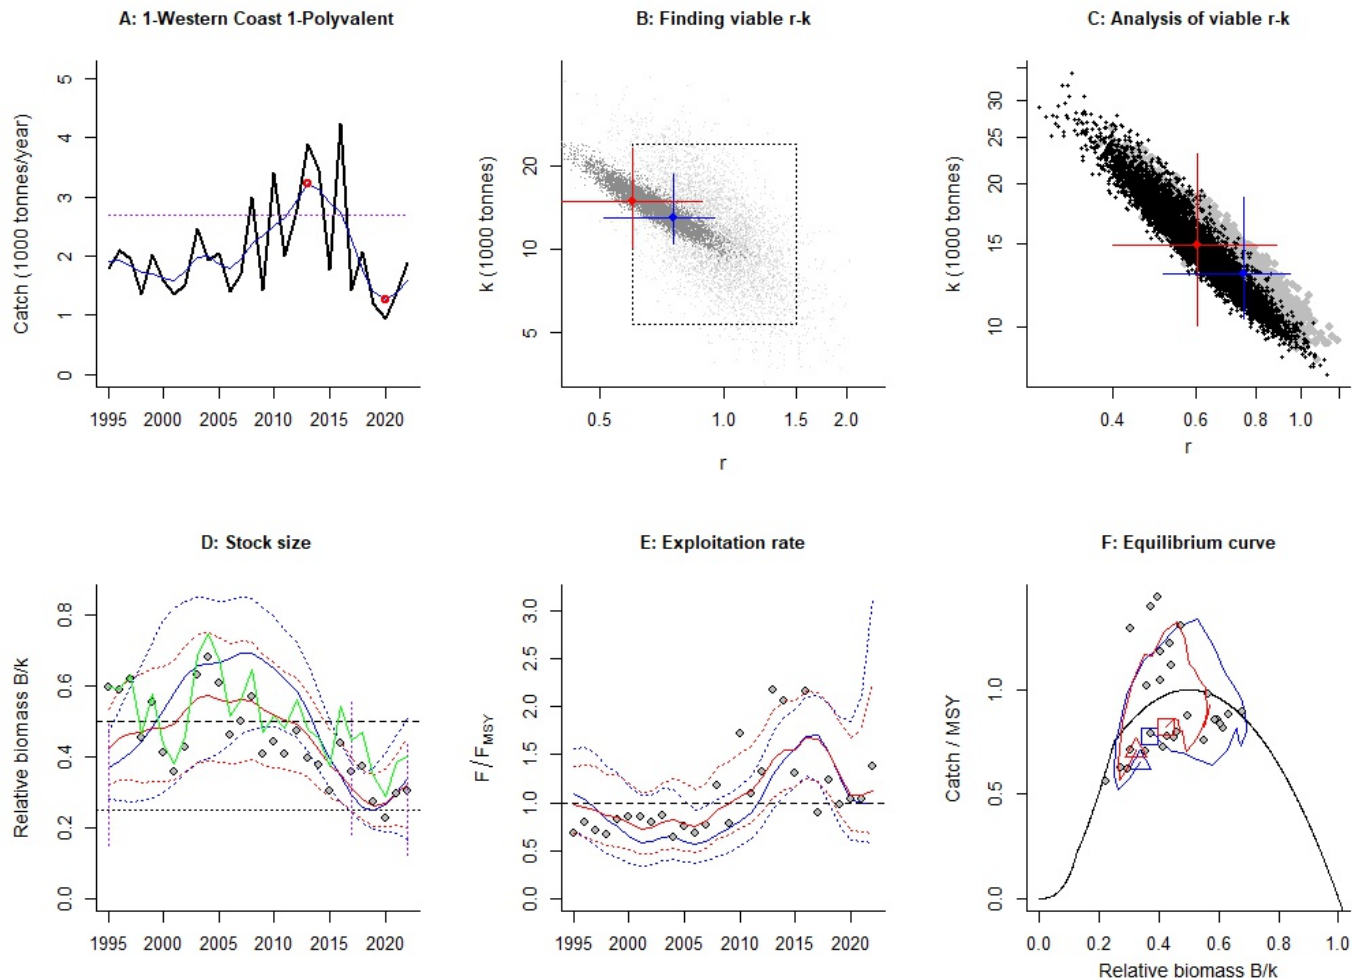 A: 1-Western Coast 1-Polyvalent
Catch (1000 tonnes/year)
5
4
3
2
1
0
1995 2000 2005 2010 2015 2020
B: Finding viable r-k
k (1000 tonnes)
20
10
5
0.5 1.0 1.5 2.0
r
C: Analysis of viable r-k
k (1000 tonnes)
30
25
20
15
10
0.4 0.6 0.8 1.0
r
D: Stock size
Relative biomass B/k
0.8
0.6
0.4
0.2
0.0
1995 2000 2005 2010 2015 2020
E: Exploitation rate
F / FMSY
3.0
2.5
2.0
1.5
1.0
0.5
0.0
1995 2000 2005 2010 2015 2020
F: Equilibrium curve
Catch / MSY
1.0
0.5
0.0
0.0 0.2 0.4 0.6 0.8 1.0
Relative biomass B/k